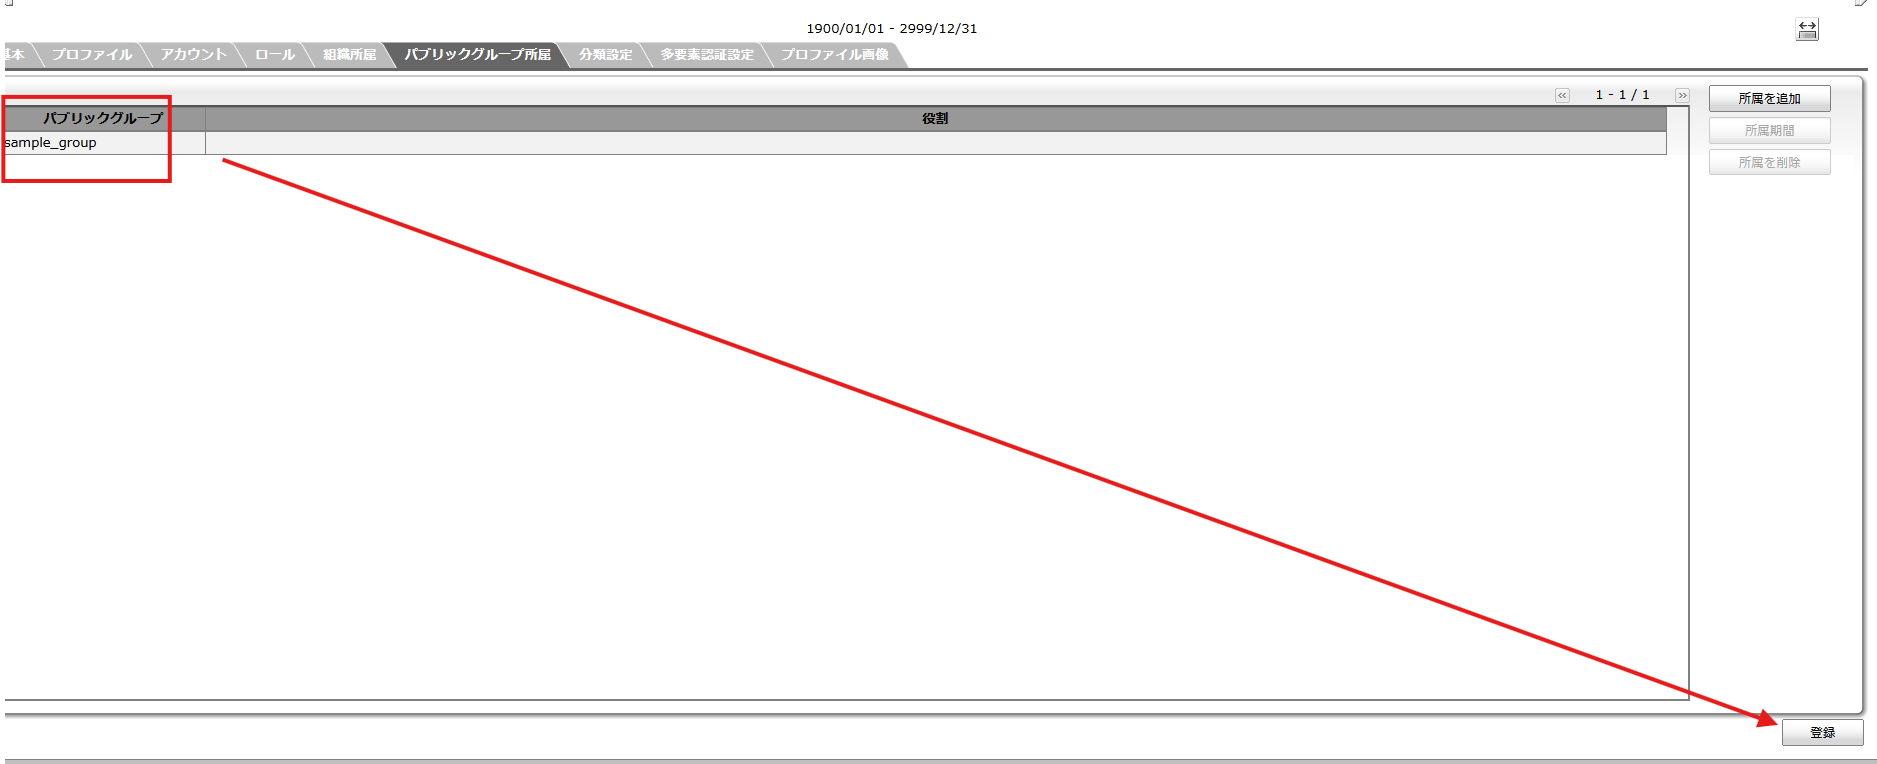 1900/01/01 - 2999/12/31
基本 プロファイル アカウント ロール 組織所属 パブリックグループ所属 分類設定 多要素認証設定 プロファイル画像
<< 1 - 1 / 1 >>
所属を追加
パブリックグループ 役割
所属期間
sample_group
所属を削除
登録